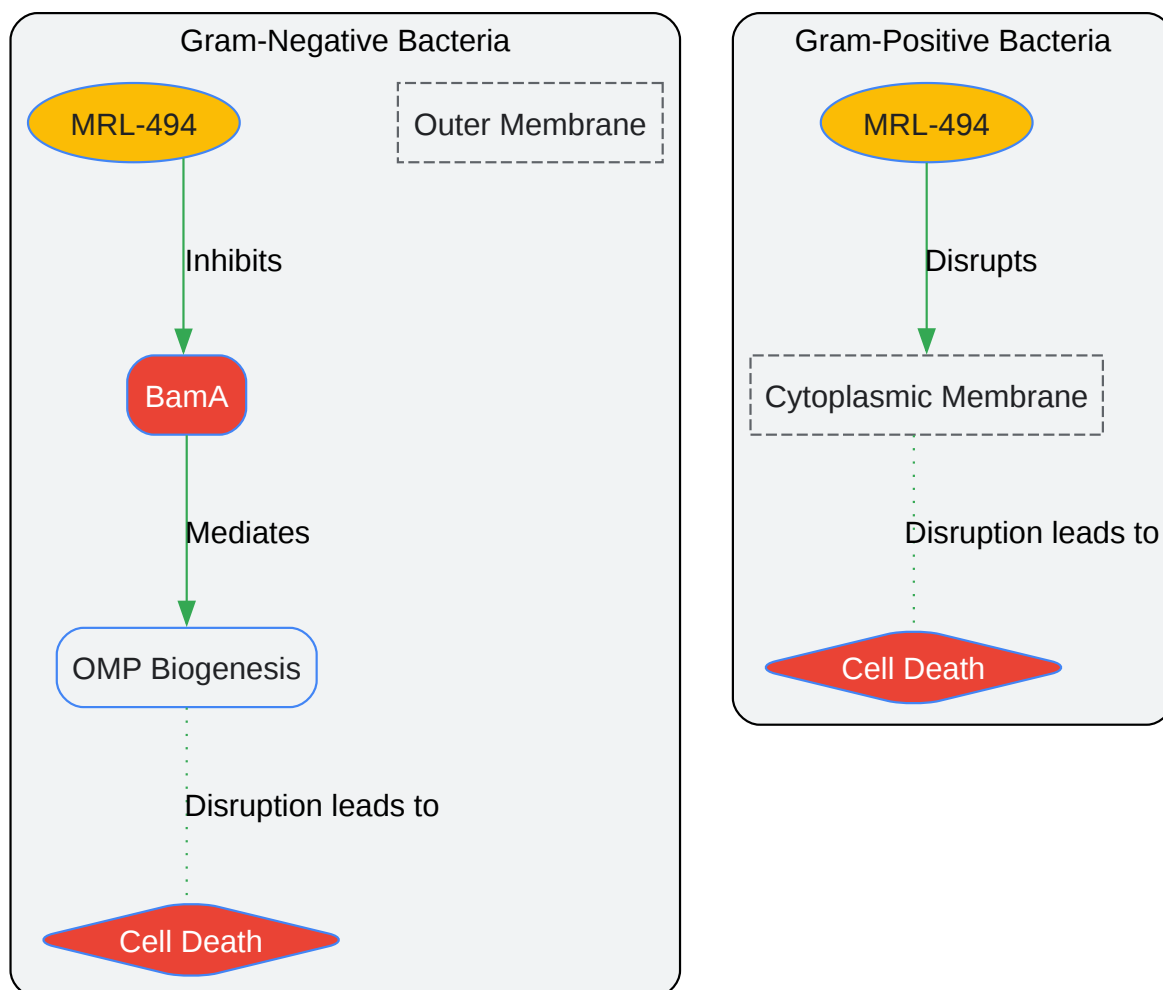 Gram-Negative Bacteria
MRL-494
Outer Membrane
Inhibits
BamA
Mediates
OMP Biogenesis
Disruption leads to
Cell Death
Gram-Positive Bacteria
MRL-494
Disrupts
Cytoplasmic Membrane
Disruption leads to
Cell Death